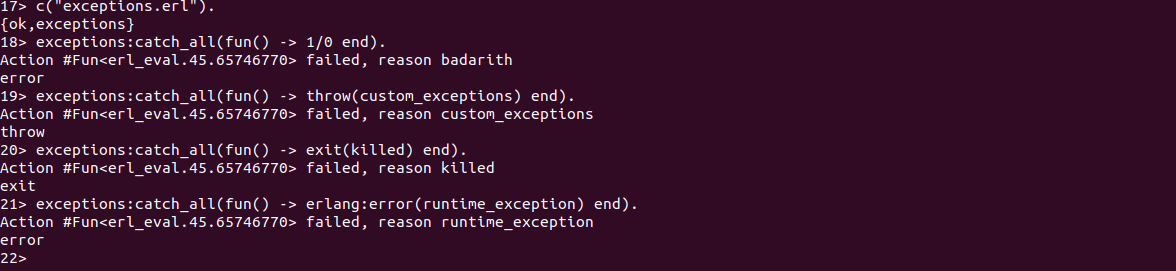 17> c("exceptions.erl").
{ok,exceptions}
18> exceptions:catch_all(fun() -> 1/0 end).
Action #Fun<erl_eval.45.65746770> failed, reason badarith
error
19> exceptions:catch_all(fun() -> throw(custom_exceptions) end).
Action #Fun<erl_eval.45.65746770> failed, reason custom_exceptions
throw
20> exceptions:catch_all(fun() -> exit(killed) end).
Action #Fun<erl_eval.45.65746770> failed, reason killed
exit
21> exceptions:catch_all(fun() -> erlang:error(runtime_exception) end).
Action #Fun<erl_eval.45.65746770> failed, reason runtime_exception
error
22>